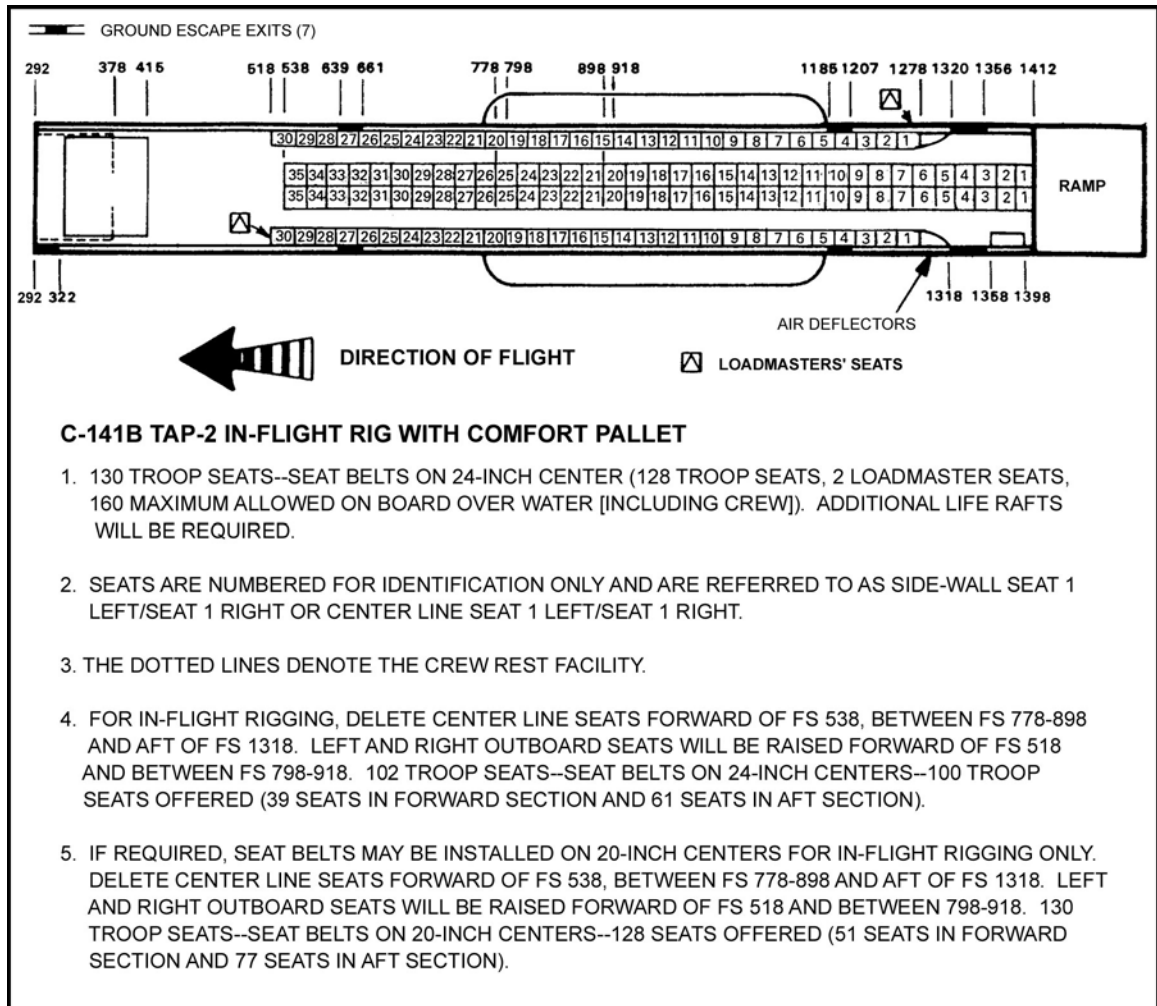 GROUND ESCAPE EXITS (7)
292 378 415 518 538 639 661 778 798 898 918 1185 1207 1278 1320 1356 1412
30 29 28 27 26 25 24 23 22 21 20 19 18 17 16 15 14 13 12 11 10 9 8 7 6 5 4 3 2 1
35 34 33 32 31 30 29 28 27 26 25 24 23 22 21 20 19 18 17 16 15 14 13 12 11 10 9 8 7 6 5 4 3 2 1
RAMP
35 34 33 32 31 30 29 28 27 26 25 24 23 22 21 20 19 18 17 16 15 14 13 12 11 10 9 8 7 6 5 4 3 2 1
30 29 28 27 26 25 24 23 22 21 20 19 18 17 16 15 14 13 12 11 10 9 8 7 6 5 4 3 2 1
292 322 1318 1358 1398
AIR DEFLECTORS
DIRECTION OF FLIGHT
LOADMASTERS' SEATS
C-141B TAP-2 IN-FLIGHT RIG WITH COMFORT PALLET
1. 130 TROOP SEATS--SEAT BELTS ON 24-INCH CENTER (128 TROOP SEATS, 2 LOADMASTER SEATS,
160 MAXIMUM ALLOWED ON BOARD OVER WATER [INCLUDING CREW]). ADDITIONAL LIFE RAFTS
WILL BE REQUIRED.
2. SEATS ARE NUMBERED FOR IDENTIFICATION ONLY AND ARE REFERRED TO AS SIDE-WALL SEAT 1
LEFT/SEAT 1 RIGHT OR CENTER LINE SEAT 1 LEFT/SEAT 1 RIGHT.
3. THE DOTTED LINES DENOTE THE CREW REST FACILITY.
4. FOR IN-FLIGHT RIGGING, DELETE CENTER LINE SEATS FORWARD OF FS 538, BETWEEN FS 778-898
AND AFT OF FS 1318. LEFT AND RIGHT OUTBOARD SEATS WILL BE RAISED FORWARD OF FS 518
AND BETWEEN FS 798-918. 102 TROOP SEATS--SEAT BELTS ON 24-INCH CENTERS--100 TROOP
SEATS OFFERED (39 SEATS IN FORWARD SECTION AND 61 SEATS IN AFT SECTION).
5. IF REQUIRED, SEAT BELTS MAY BE INSTALLED ON 20-INCH CENTERS FOR IN-FLIGHT RIGGING ONLY.
DELETE CENTER LINE SEATS FORWARD OF FS 538, BETWEEN FS 778-898 AND AFT OF FS 1318. LEFT
AND RIGHT OUTBOARD SEATS WILL BE RAISED FORWARD OF FS 518 AND BETWEEN 798-918. 130
TROOP SEATS--SEAT BELTS ON 20-INCH CENTERS--128 SEATS OFFERED (51 SEATS IN FORWARD
SECTION AND 77 SEATS IN AFT SECTION).